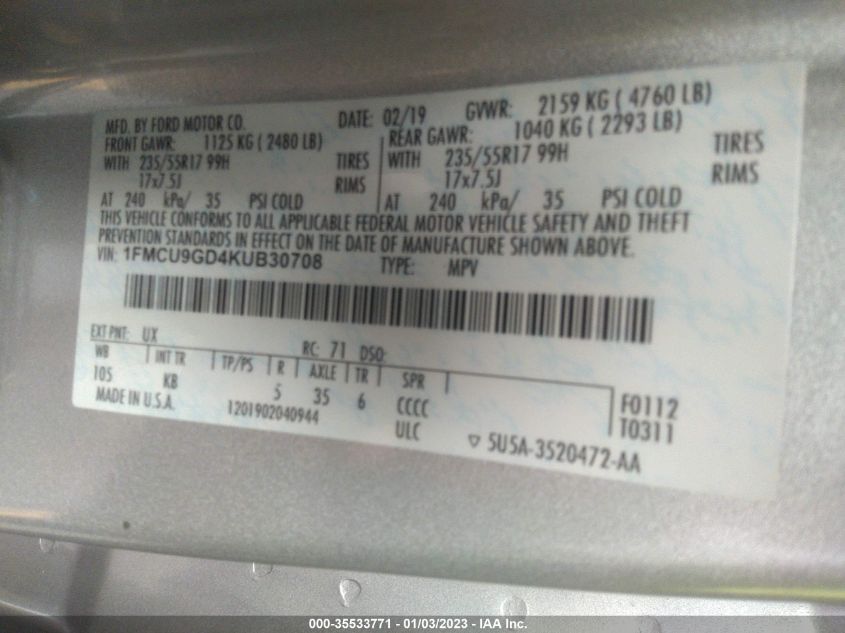 MFD. BY FORD MOTOR CO. DATE: 02/19 GVWR: 2159 KG ( 4760 LB)
FRONT GAWR: 1125 KG ( 2480 LB) REAR GAWR: 1040 KG ( 2293 LB)
WITH 235/55R17 99H TIRES WITH 235/55R17 99H TIRES
17x7.5J RIMS 17x7.5J RIMS
AT 240 kPa/ 35 PSI COLD AT 240 kPa/ 35 PSI COLD
THIS VEHICLE CONFORMS TO ALL APPLICABLE FEDERAL MOTOR VEHICLE SAFETY AND THEFT
PREVENTION STANDARDS IN EFFECT ON THE DATE OF MANUFACTURE SHOWN ABOVE.
VIN: 1FMCU9GD4KUB30708 TYPE: MPV
EXT PNT: UX RC: 71 DSO:
WB INT TR TP/PS R AXLE TR SPR
105 KB 5 35 6 CCCC F0112
MADE IN U.S.A. 1201902040944 ULC T0311
5U5A-3520472-AA
000-35533771 - 01/03/2023 - IAA Inc.